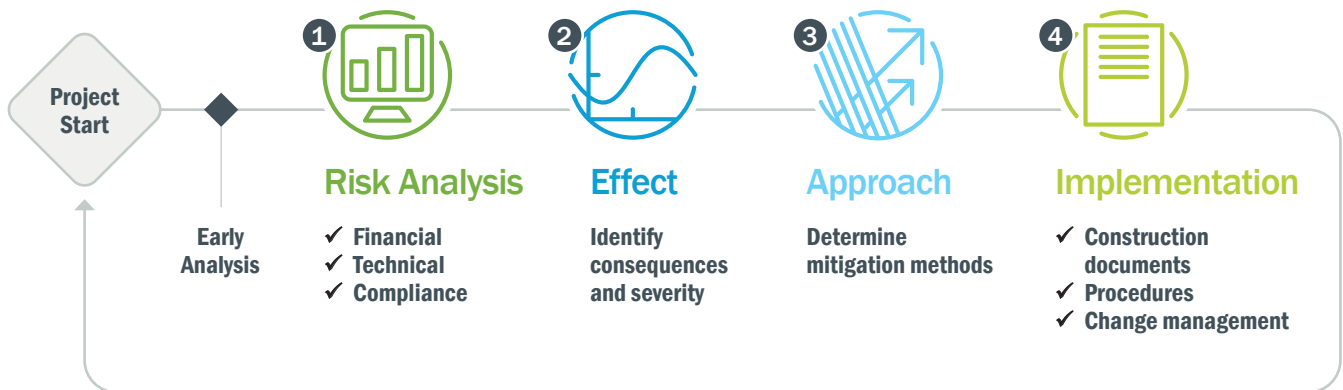 Project
Start
Early
Analysis
1
Risk Analysis
✓ Financial
✓ Technical
✓ Compliance
2
Effect
Identify
consequences
and severity
3
Approach
Determine
mitigation methods
4
Implementation
✓ Construction
documents
✓ Procedures
✓ Change management